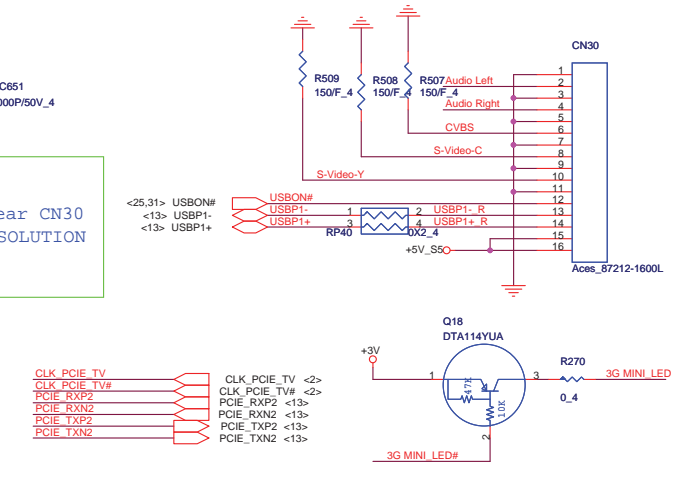 CN30
C651
000P/50V_4
R509
150/F_4
R508
150/F_4
R507
150/F_4
Audio Left
Audio Right
CVBS
S-Video-C
S-Video-Y
1
2
3
4
5
6
7
8
9
10
11
12
13
14
15
16
ear CN30
SOLUTION
<25,31> USBON#
<13> USBP1-
<13> USBP1+
USBON#
USBP1-
USBP1+
1
3
2
4
RP40
0X2_4
USBP1-_R
USBP1+_R
+5V_S5
Aces_87212-1600L
Q18
DTA114YUA
+3V
1
47K
10K
2
3
R270
0_4
3G MINI_LED
3G MINI_LED#
CLK_PCIE_TV
CLK_PCIE_TV#
PCIE_RXP2
PCIE_RXN2
PCIE_TXP2
PCIE_TXN2
CLK_PCIE_TV <2>
CLK_PCIE_TV# <2>
PCIE_RXP2 <13>
PCIE_RXN2 <13>
PCIE_TXP2 <13>
PCIE_TXN2 <13>